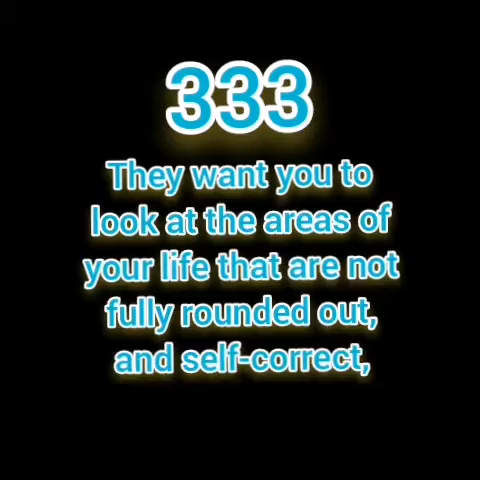 333
They want you to
look at the areas of
your life that are not
fully rounded out,
and self-correct,